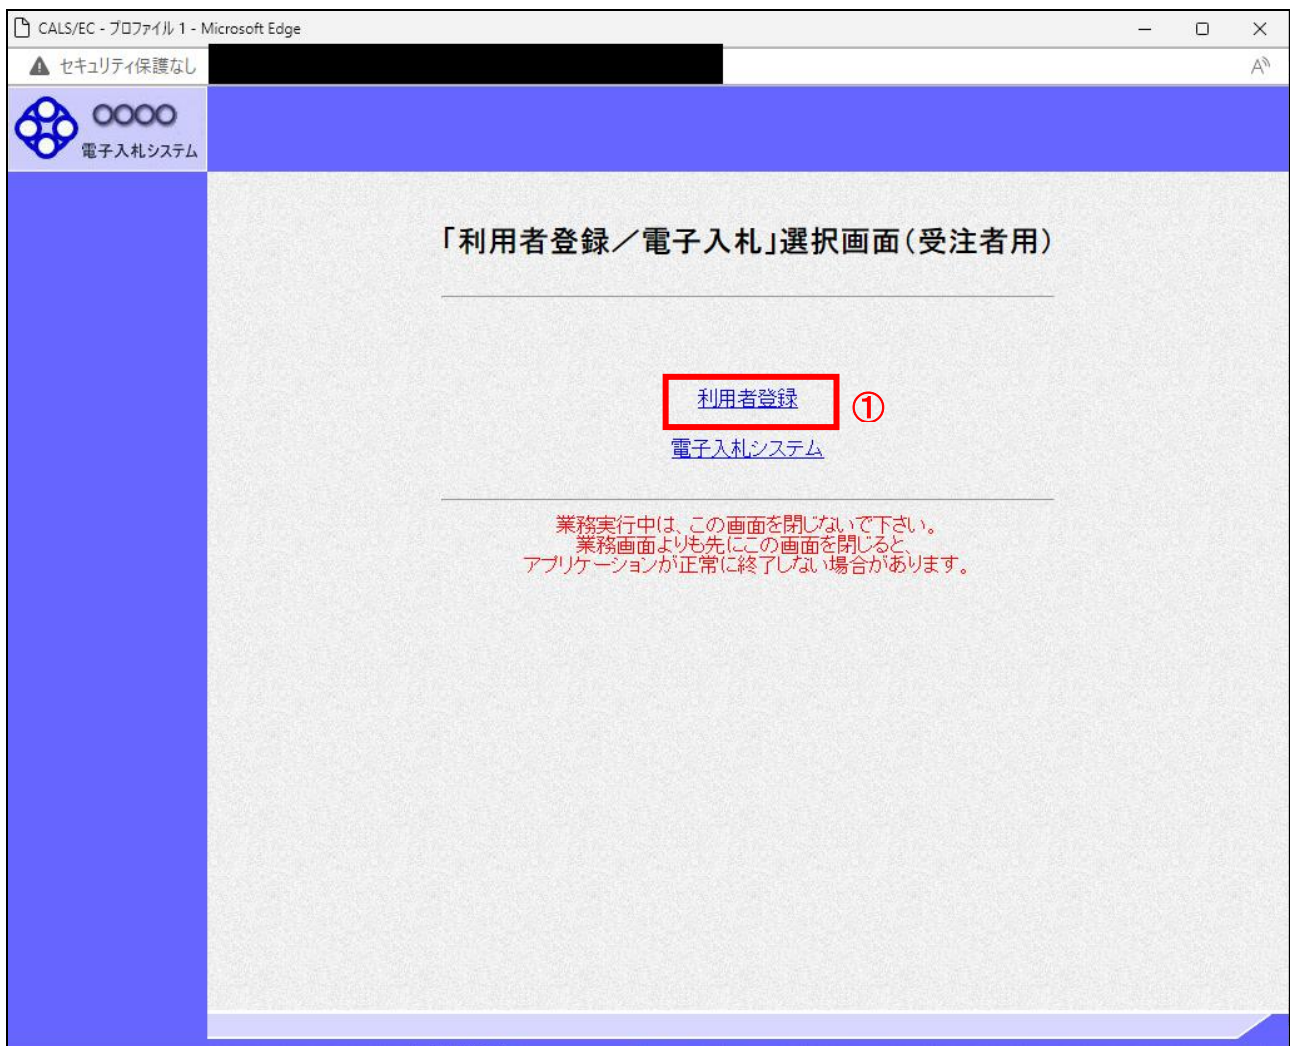 CALS/EC - プロファイル 1 - Microsoft Edge
セキュリティ保護なし
〇〇〇〇
電子入札システム
「利用者登録／電子入札」選択画面(受注者用)
利用者登録
①
電子入札システム
業務実行中は、この画面を閉じないで下さい。
業務画面よりも先にこの画面を閉じると、
アプリケーションが正常に終了しない場合があります。